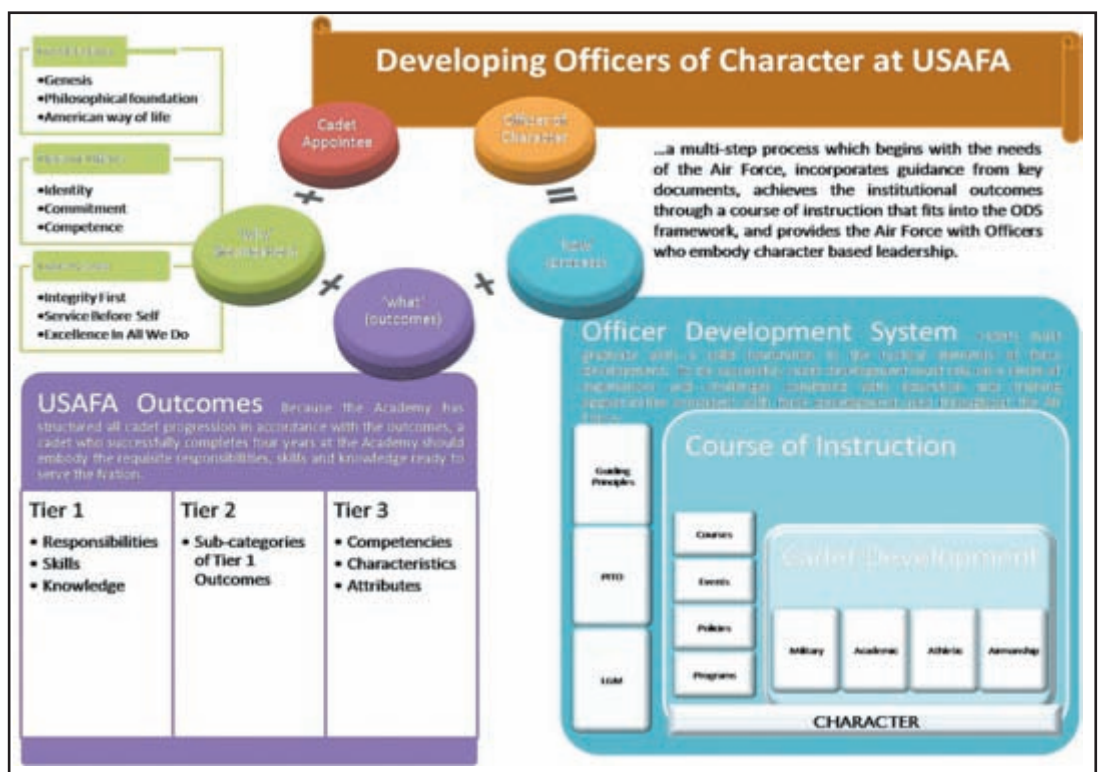 Developing Officers of Character at USAFA
•Genesis
•Philosophical foundation
•American way of life
•Identity
•Commitment
•Competence
•Integrity First
•Service Before Self
•Excellence In All We Do
Cadet
Appointee
+
Officer of
Character
=
+
'what'
(outcomes)
+
...a multi-step process which begins with the needs
of the Air Force, incorporates guidance from key
documents, achieves the institutional outcomes
through a course of instruction that fits into the ODS
framework, and provides the Air Force with Officers
who embody character based leadership.
USAFA Outcomes Because the Academy has
structured all cadet progression in accordance with the outcomes, a
cadet who successfully completes four years at the Academy should
embody the requisite responsibilities, skills and knowledge ready to
serve the Nation.
Tier 1
• Responsibilities
• Skills
• Knowledge
Tier 2
• Sub-categories
of Tier 1
Outcomes
Tier 3
• Competencies
• Characteristics
• Attributes
Officer Development System
Guiding
Principles
PITO
LGM
Course of Instruction
Courses
Events
Policies
Programs
Cadet Development
Military
Academic
Athletic
Airmanship
CHARACTER